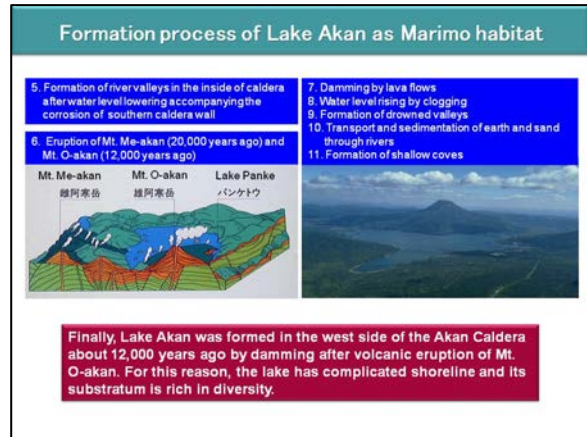 Formation process of Lake Akan as Marimo habitat
5. Formation of river valleys in the inside of caldera
after water level lowering accompanying the
corrosion of southern caldera wall
6. Eruption of Mt. Me-akan (20,000 years ago) and
Mt. O-akan (12,000 years ago)
Mt. Me-akan Mt. O-akan Lake Panke
雄阿寒岳 雄阿寒岳 パンケトウ
7. Damming by lava flows
8. Water level rising by clogging
9. Formation of drowned valleys
10. Transport and sedimentation of earth and sand
through rivers
11. Formation of shallow coves
Finally, Lake Akan was formed in the west side of the Akan Caldera
about 12,000 years ago by damming after volcanic eruption of Mt.
O-akan. For this reason, the lake has complicated shoreline and its
substratum is rich in diversity.